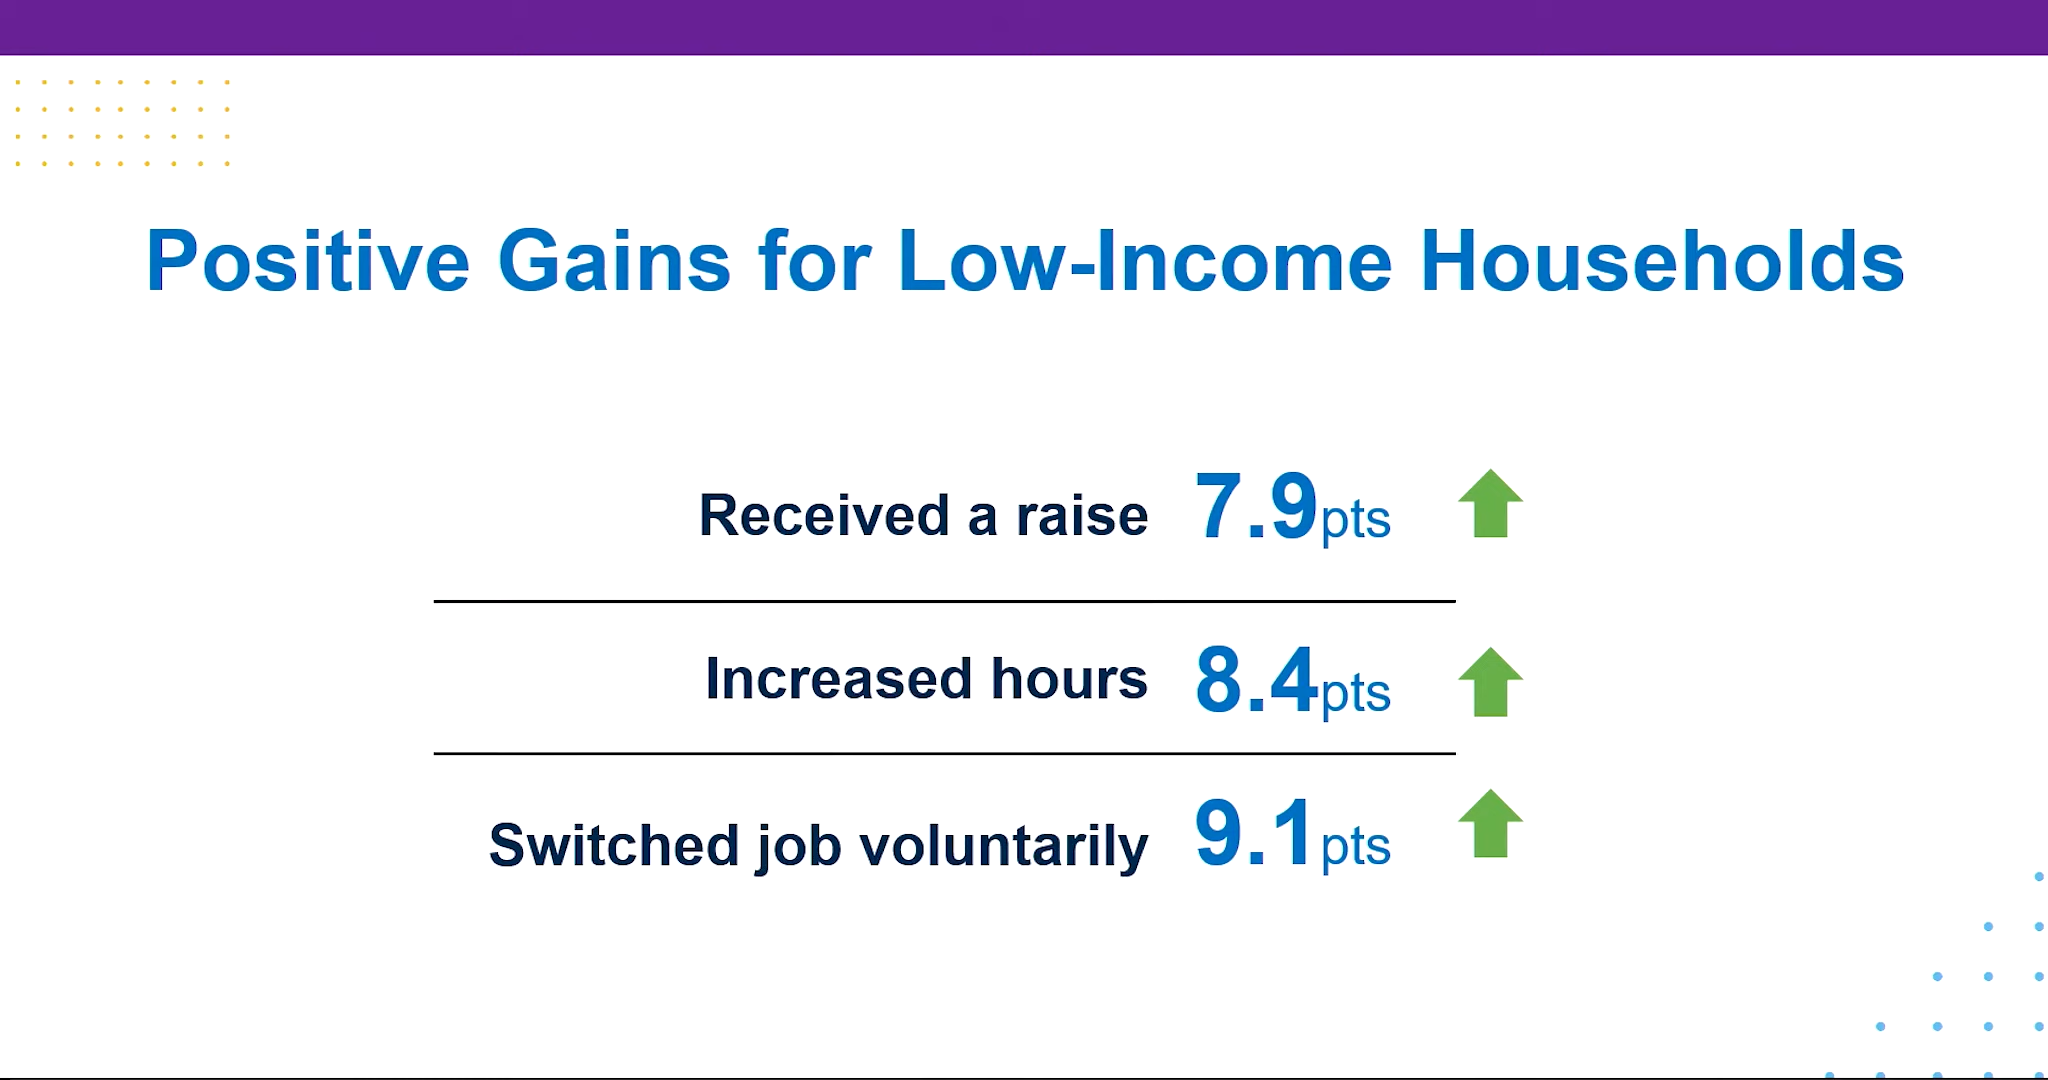 Positive Gains for Low-Income Households
Received a raise 7.9pts
Increased hours 8.4pts
Switched job voluntarily 9.1pts